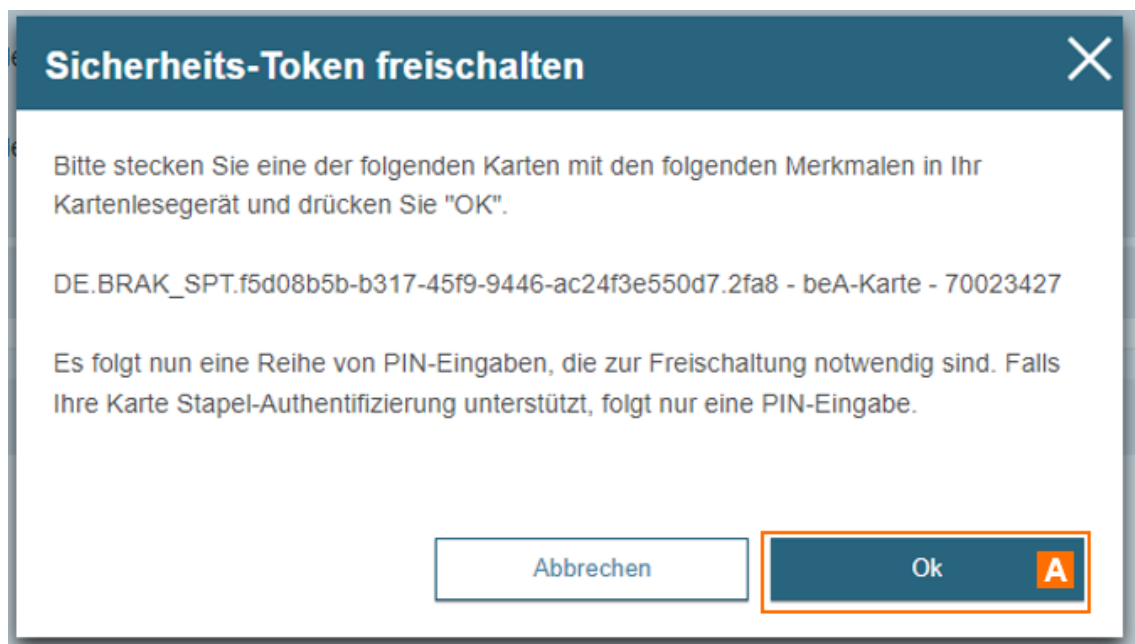 Sicherheits-Token freischalten
Bitte stecken Sie eine der folgenden Karten mit den folgenden Merkmalen in Ihr
Kartenlesegerät und drücken Sie "OK".
DE.BRAK_SPT.f5d08b5b-b317-45f9-9446-ac24f3e550d7.2fa8 - beA-Karte - 70023427
Es folgt nun eine Reihe von PIN-Eingaben, die zur Freischaltung notwendig sind. Falls
Ihre Karte Stapel-Authentifizierung unterstützt, folgt nur eine PIN-Eingabe.
Abbrechen
Ok A